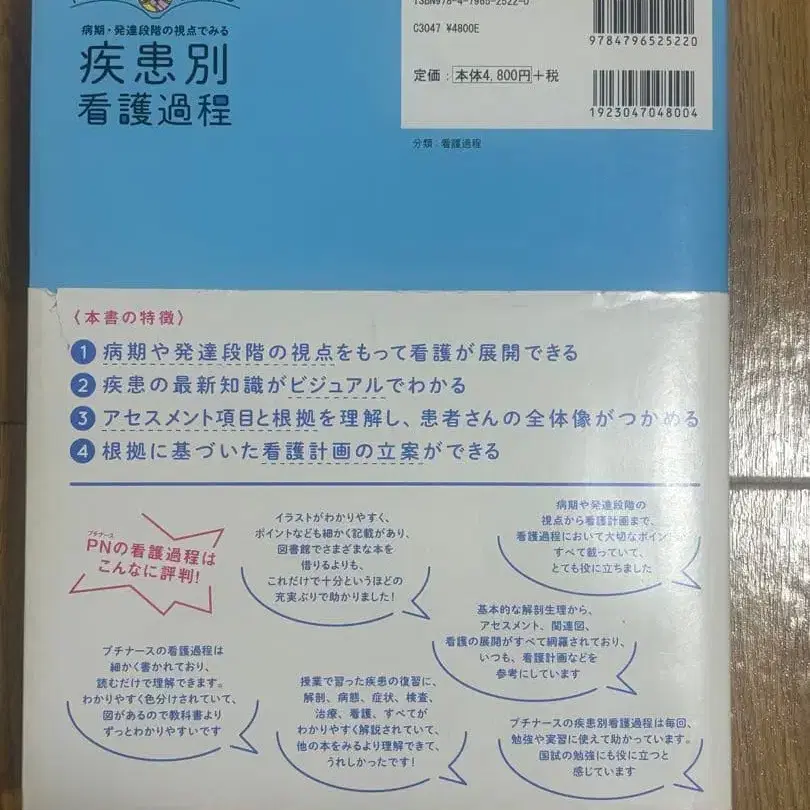 病期・発達段階の視点でみる
疾患別
看護過程
ISBN978-4-7965-2522-0
C3047 ¥4800E
定価：本体4,800円+税
9784796525220
1923047048004
分類：看護過程
〈本書の特徴〉
1 病期や発達段階の視点をもって看護が展開できる
2 疾患の最新知識がビジュアルでわかる
3 アセスメント項目と根拠を理解し、患者さんの全体像がつかめる
4 根拠に基づいた看護計画の立案ができる
プチナース
PNの看護過程は
こんなに評判！
イラストがわかりやすく、
ポイントなども細かく記載があり、
図書館でさまざまな本を
借りるよりも、
これだけで十分というほどの
充実ぶりで助かりました！
病期や発達段階の
視点から看護計画まで、
看護過程において大切なポイントが
すべて載っていて、
とても役に立ちました
基本的な解剖生理から、
アセスメント、関連図、
看護の展開がすべて網羅されており、
いつも、看護計画などを
参考にしています
プチナースの看護過程は
細かく書かれており、
読むだけで理解できます。
わかりやすく色分けされていて、
図があるので教科書より
ずっとわかりやすいです
授業で習った疾患の復習に、
解剖、病態、症状、検査、
治療、看護、すべてが
わかりやすく解説されていて、
他の本をみるより理解できて、
うれしかったです！
プチナースの疾患別看護過程は毎回、
勉強や実習に使えて助かっています。
国試の勉強にも役に立つと
感じています